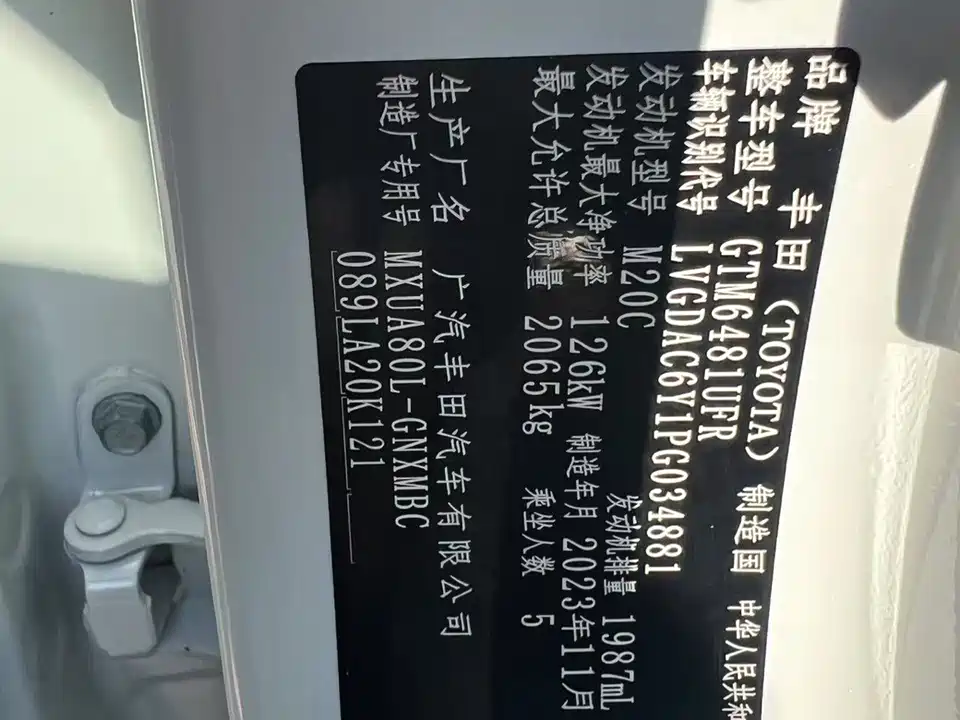 品牌 丰田 (TOYOTA) 制造国 中华人民共和
整车型号 GTM6481UFR
车辆识别代号 LVGDAC6Y1PG034881
发动机型号 M20C 发动机排量 1987mL
发动机最大净功率 126kW 制造年月 2023年11月
最大允许总质量 2065kg 乘坐人数 5
生产厂名 广汽丰田汽车有限公司
制造厂专用号 MXUA80L-GNXMBC
089LA20K121